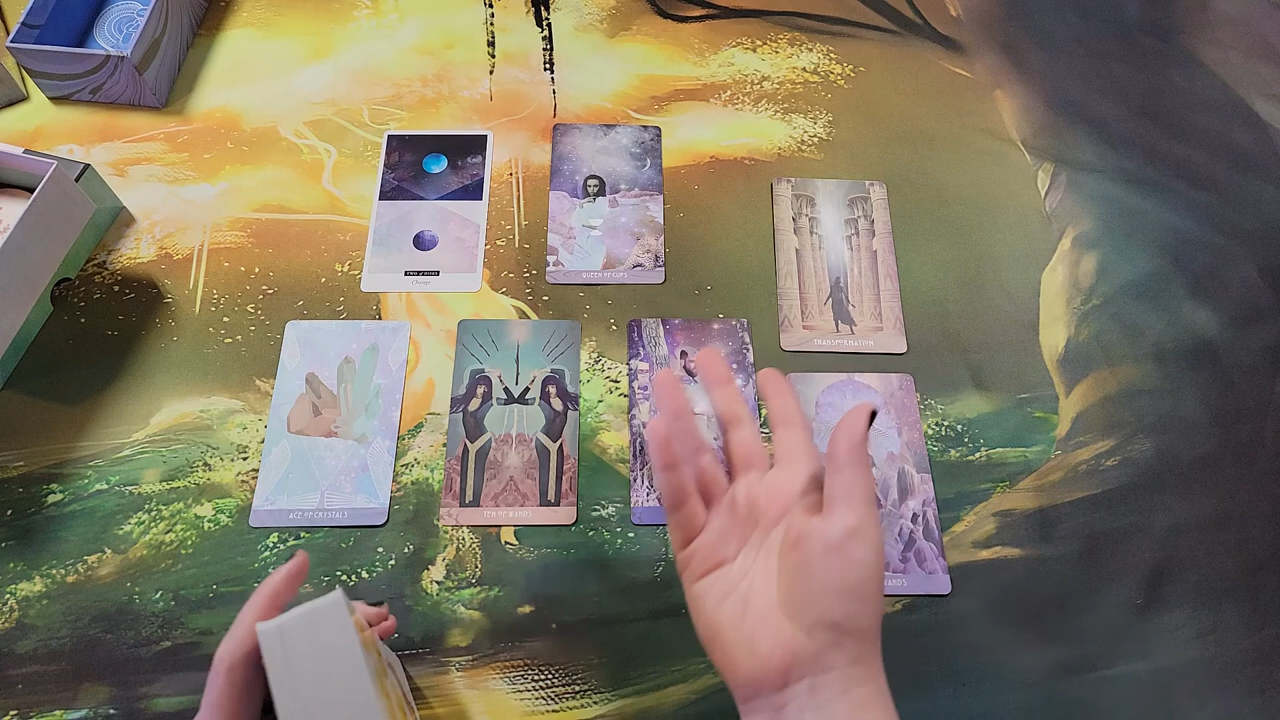 TWO of DISKS
Change
QUEEN OF CUPS
TRANSFORMATION
ACE OF CRYSTALS
TEN OF WANDS
WANDS